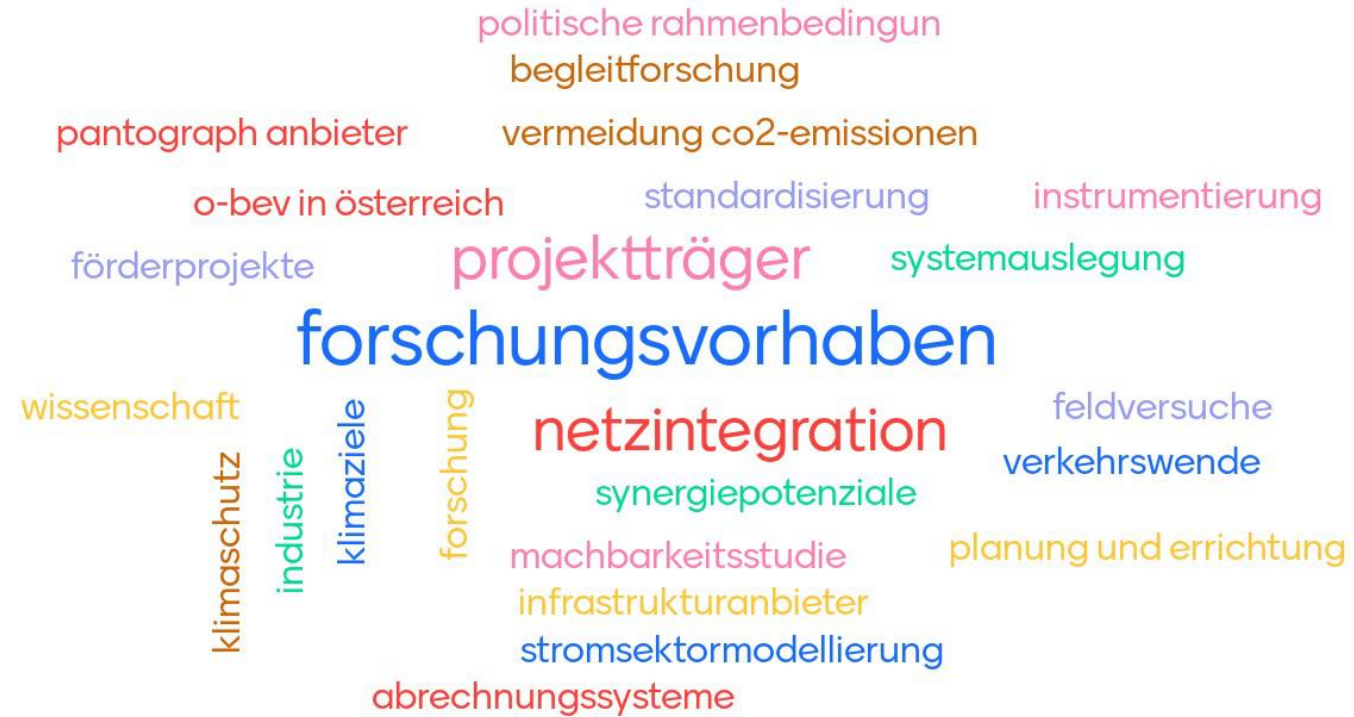 politische rahmenbedingun
begleitforschung
pantograph anbieter
vermeidung co2-emissionen
o-bev in österreich
standardisierung
instrumentierung
förderprojekte
projektträger
systemauslegung
forschungsvorhaben
wissenschaft
klimaschutz
industrie
klimaziele
forschung
netzintegration
feldversuche
verkehrswende
synergiepotenziale
machbarkeitsstudie
planung und errichtung
infrastrukturanbieter
stromsektormodellierung
abrechnungssysteme